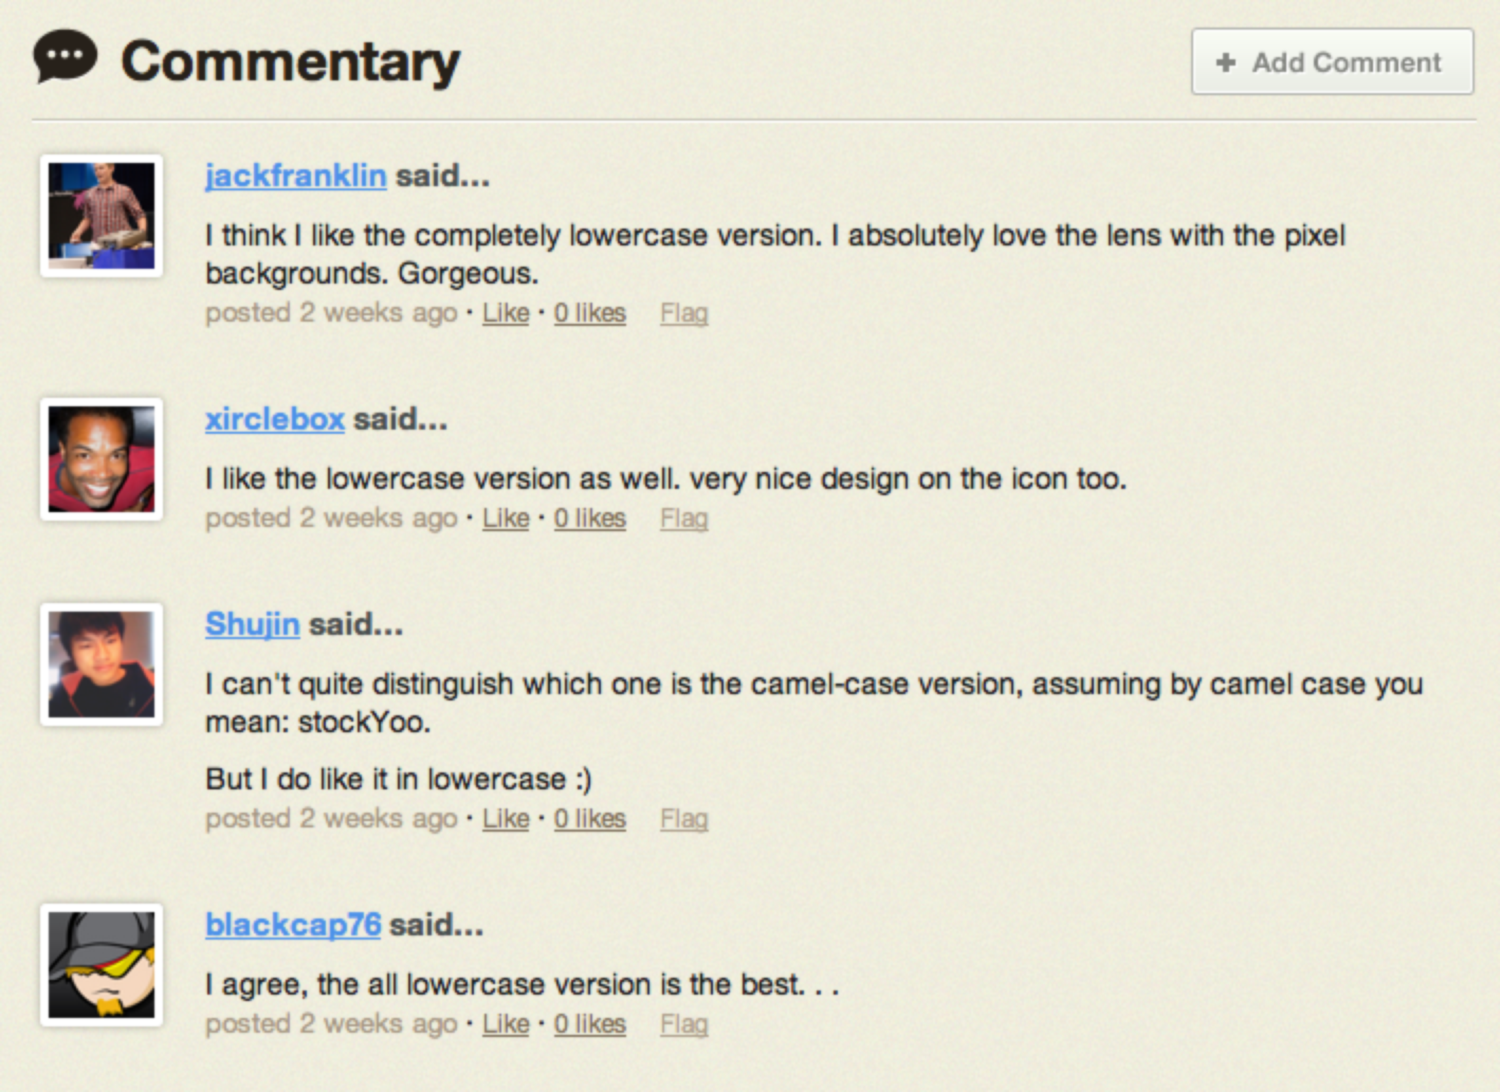 Commentary
+ Add Comment
jackfranklin said...
I think I like the completely lowercase version. I absolutely love the lens with the pixel
backgrounds. Gorgeous.
posted 2 weeks ago · Like · 0 likes Flag
xirclebox said...
I like the lowercase version as well. very nice design on the icon too.
posted 2 weeks ago · Like · 0 likes Flag
Shujin said...
I can't quite distinguish which one is the camel-case version, assuming by camel case you
mean: stockYoo.
But I do like it in lowercase :)
posted 2 weeks ago · Like · 0 likes Flag
blackcap76 said...
I agree, the all lowercase version is the best. . .
posted 2 weeks ago · Like · 0 likes Flag